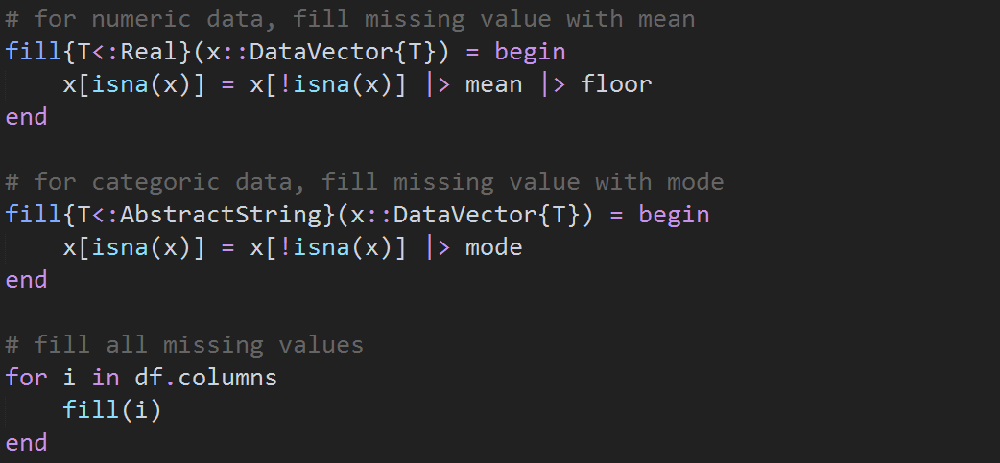 # for numeric data, fill missing value with mean
fill{T<:Real}(x::DataVector{T}) = begin
    x[isna(x)] = x[!isna(x)] |> mean |> floor
end

# for categoric data, fill missing value with mode
fill{T<:AbstractString}(x::DataVector{T}) = begin
    x[isna(x)] = x[!isna(x)] |> mode
end

# fill all missing values
for i in df.columns
    fill(i)
end